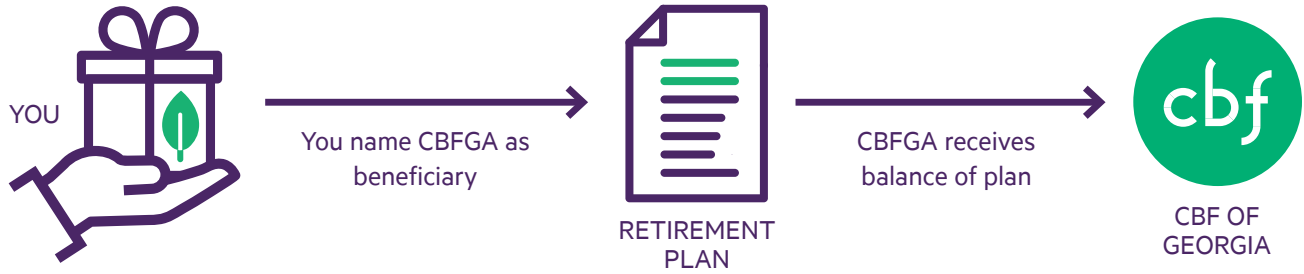 YOU
You name CBFGA as
beneficiary
RETIREMENT
PLAN
CBFGA receives
balance of plan
cbf
CBF OF
GEORGIA